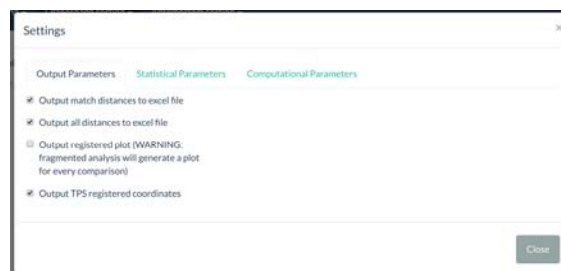 Settings
×
Output Parameters Statistical Parameters Computational Parameters
Output match distances to excel file
Output all distances to excel file
Output registered plot (WARNING.
fragmented analysis will generate a plot
for every comparison)
Output TPS registered coordinates
Close